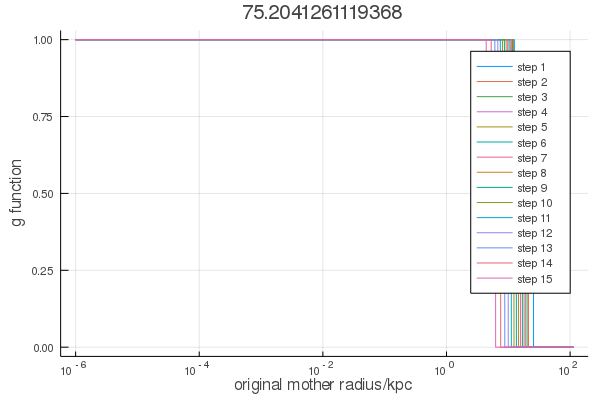 75.2041261119368
1.00
0.75
0.50
0.25
0.00
g function
step 1
step 2
step 3
step 4
step 5
step 6
step 7
step 8
step 9
step 10
step 11
step 12
step 13
step 14
step 15
10^-6 10^-4 10^-2 10^0 10^2
original mother radius/kpc